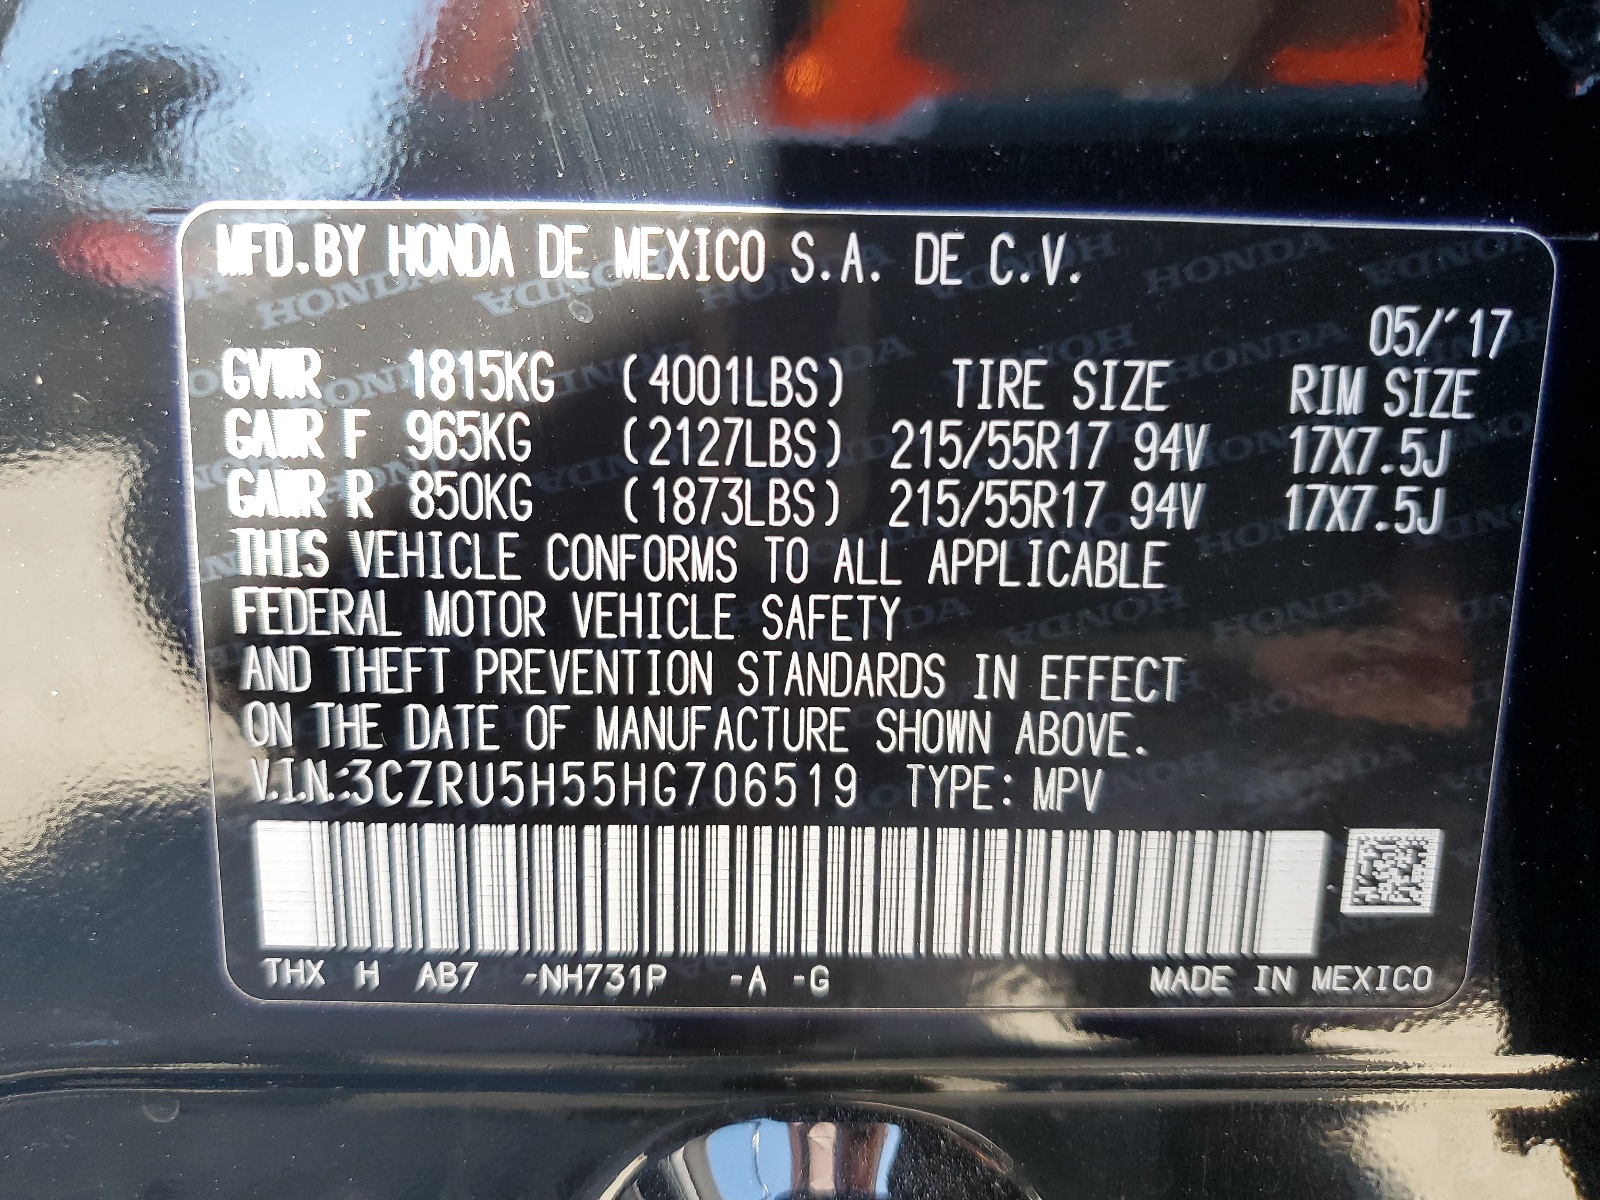 MFD.BY HONDA DE MEXICO S.A. DE C.V.
05/'17
GVWR 1815KG (4001LBS) TIRE SIZE RIM SIZE
GAWR F 965KG (2127LBS) 215/55R17 94V 17X7.5J
GAWR R 850KG (1873LBS) 215/55R17 94V 17X7.5J
THIS VEHICLE CONFORMS TO ALL APPLICABLE
FEDERAL MOTOR VEHICLE SAFETY
AND THEFT PREVENTION STANDARDS IN EFFECT
ON THE DATE OF MANUFACTURE SHOWN ABOVE.
V.I.N.:3CZRU5H55HG706519 TYPE: MPV
THX H AB7 -NH731P -A -G MADE IN MEXICO